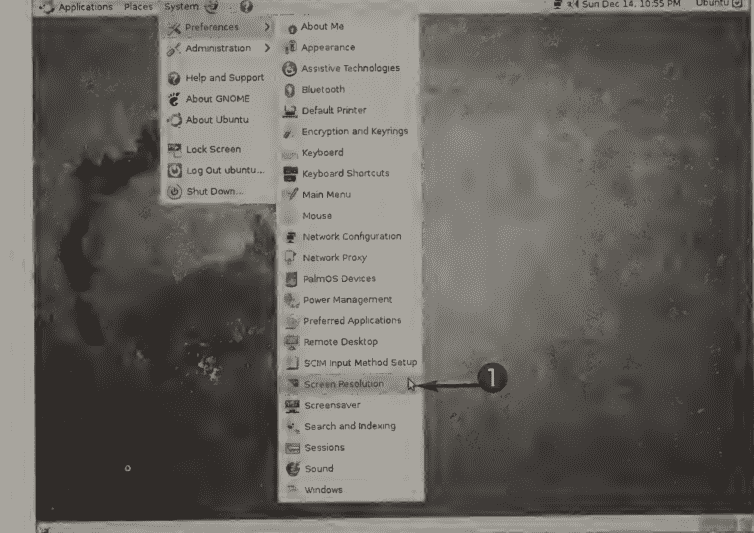 Applications Places System
Sun Dec 14, 10:55 PM Ubuntu
Preferences
Administration
Help and Support
About GNOME
About Ubuntu
Lock Screen
Log Out ubuntu...
Shut Down...
About Me
Appearance
Assistive Technologies
Bluetooth
Default Printer
Encryption and Keyrings
Keyboard
Keyboard Shortcuts
Main Menu
Mouse
Network Configuration
Network Proxy
PalmOS Devices
Power Management
Preferred Applications
Remote Desktop
SCIM Input Method Setup
Screen Resolution
1
Screensaver
Search and Indexing
Sessions
Sound
Windows